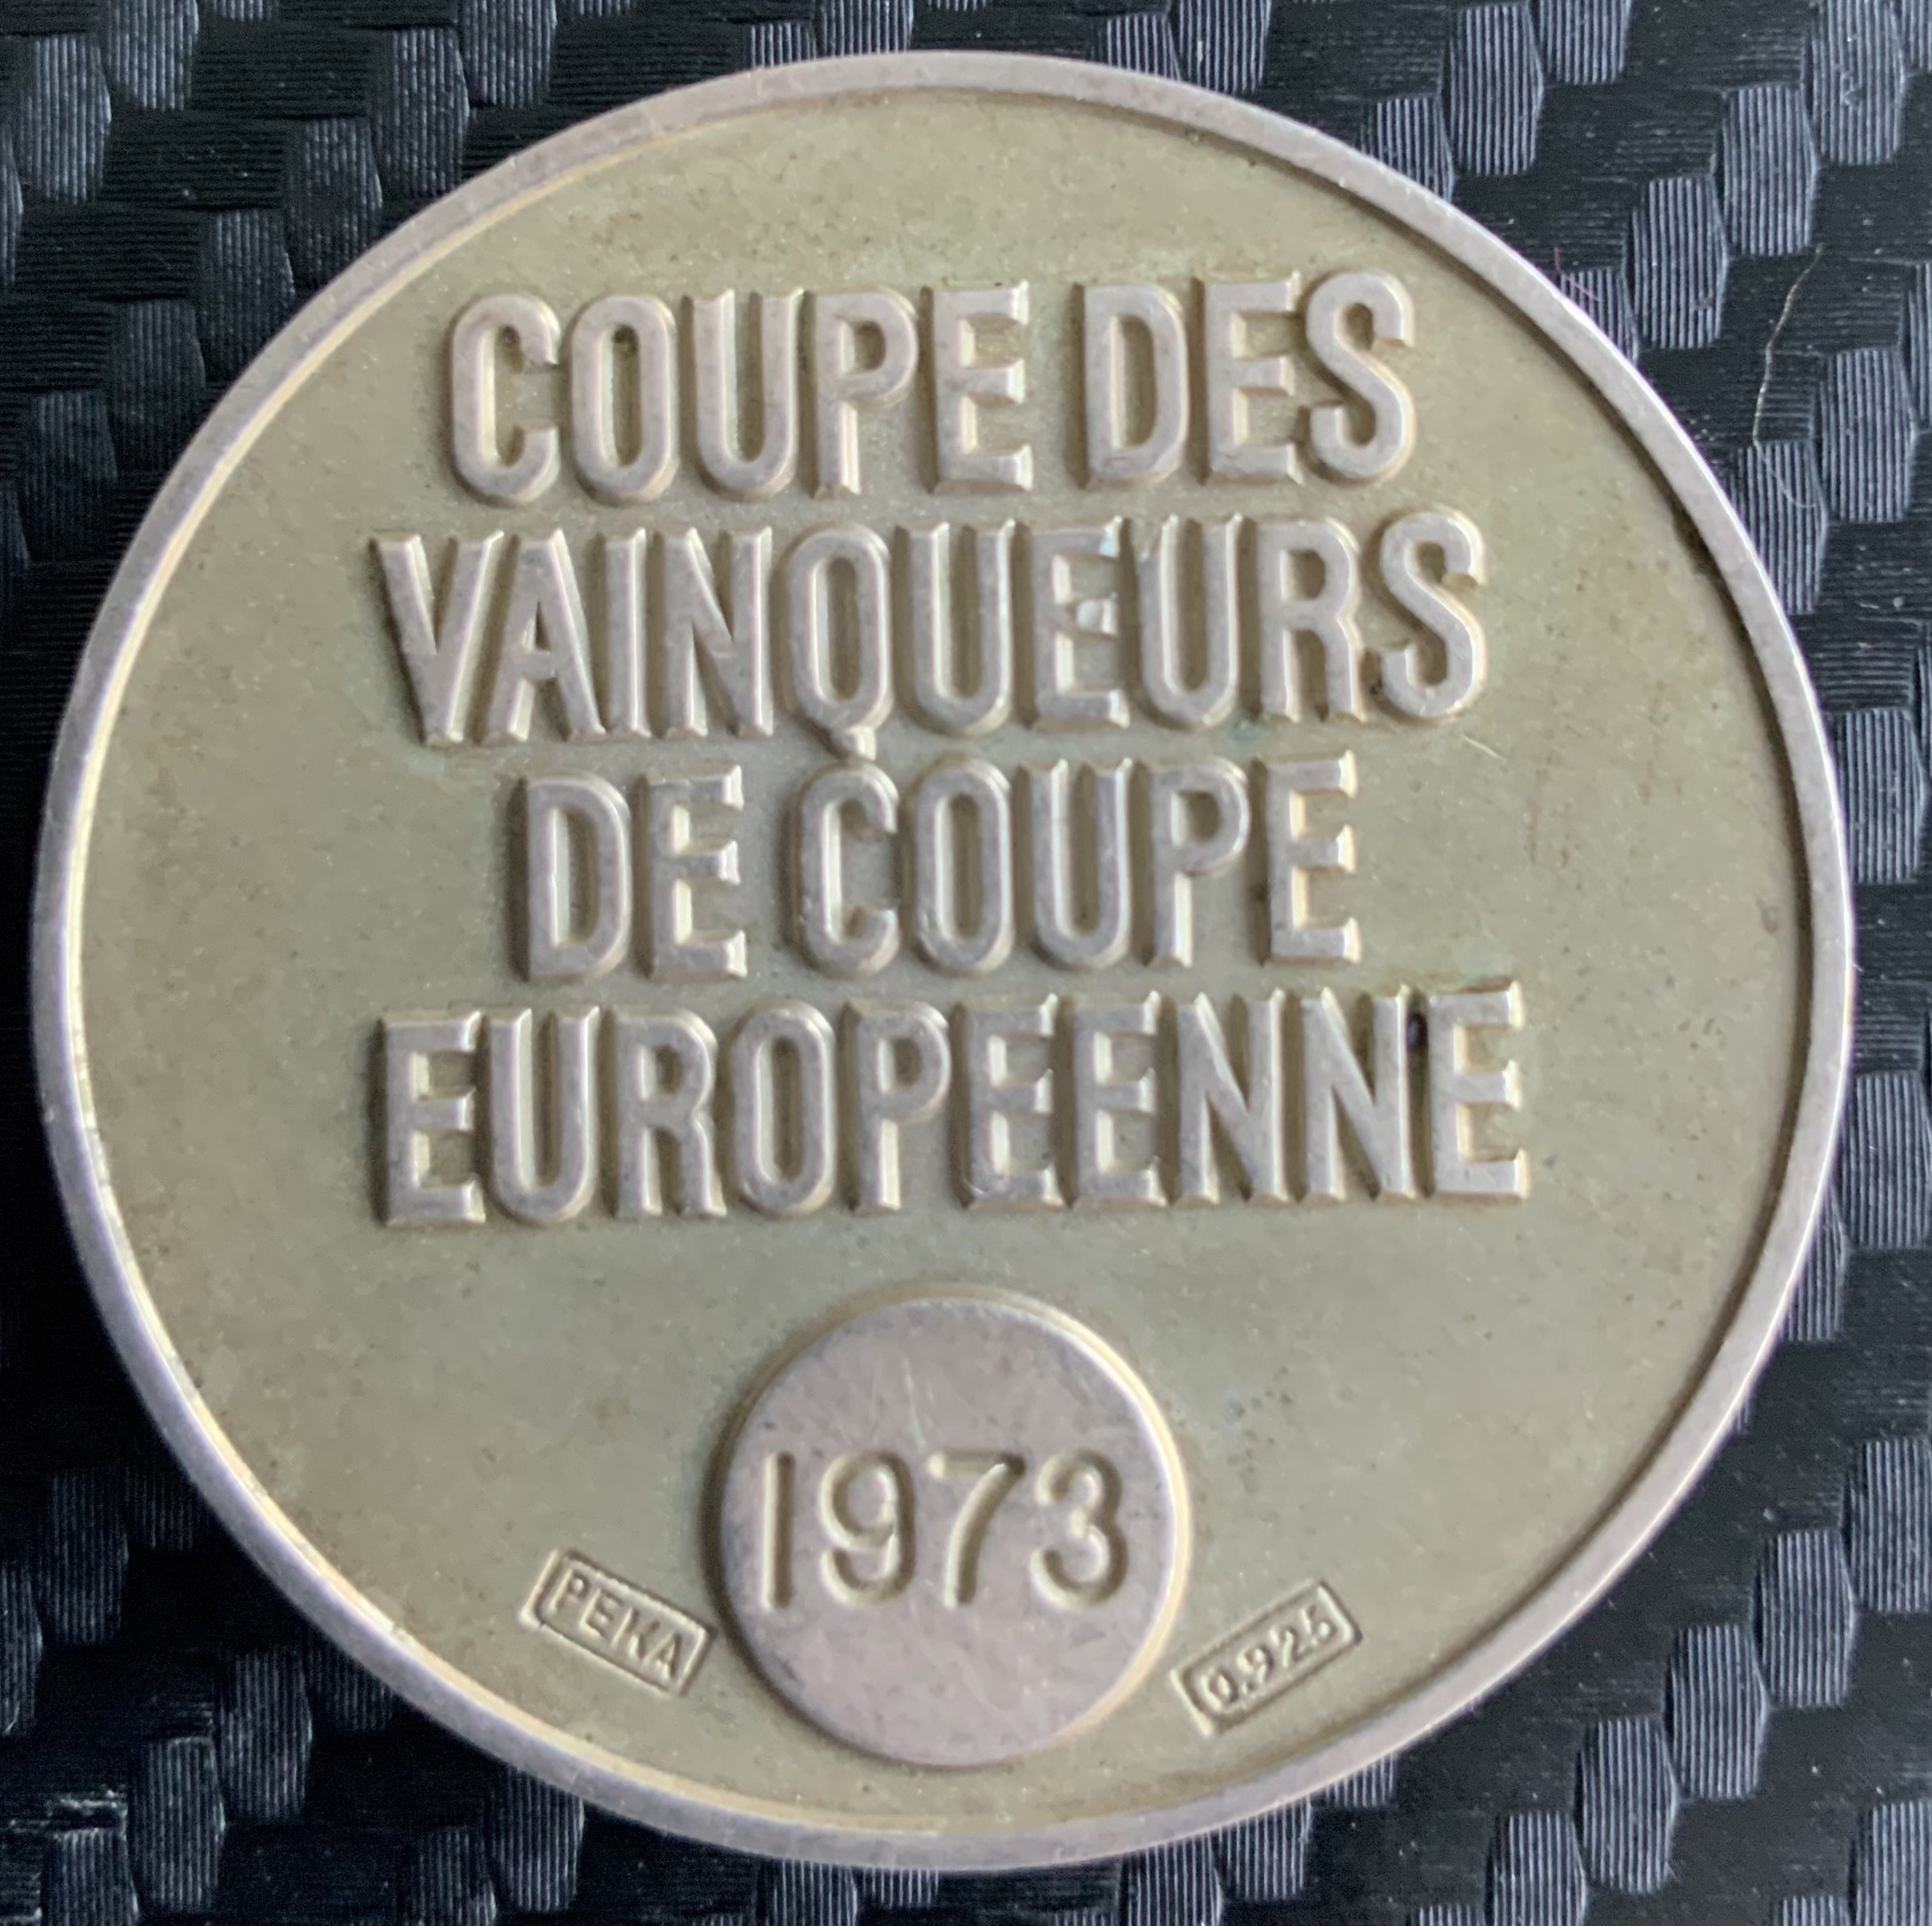 COUPE DES
VAINQUEURS
DE COUPE
EUROPEENNE
1973
PEKA
0.925